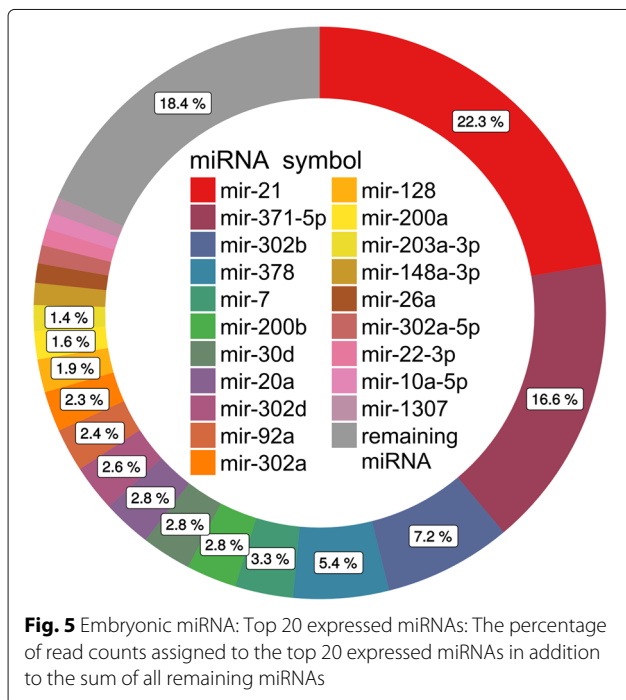 18.4 %
22.3 %
miRNA symbol
mir-21
mir-371-5p
mir-302b
mir-378
mir-7
mir-200b
mir-30d
mir-20a
mir-302d
mir-92a
mir-302a
mir-128
mir-200a
mir-203a-3p
mir-148a-3p
mir-26a
mir-302a-5p
mir-22-3p
mir-10a-5p
mir-1307
remaining
miRNA
16.6 %
7.2 %
5.4 %
3.3 %
2.8 %
2.8 %
2.8 %
2.6 %
2.4 %
2.3 %
1.9 %
1.6 %
1.4 %
Fig. 5 Embryonic miRNA: Top 20 expressed miRNAs: The percentage
of read counts assigned to the top 20 expressed miRNAs in addition
to the sum of all remaining miRNAs